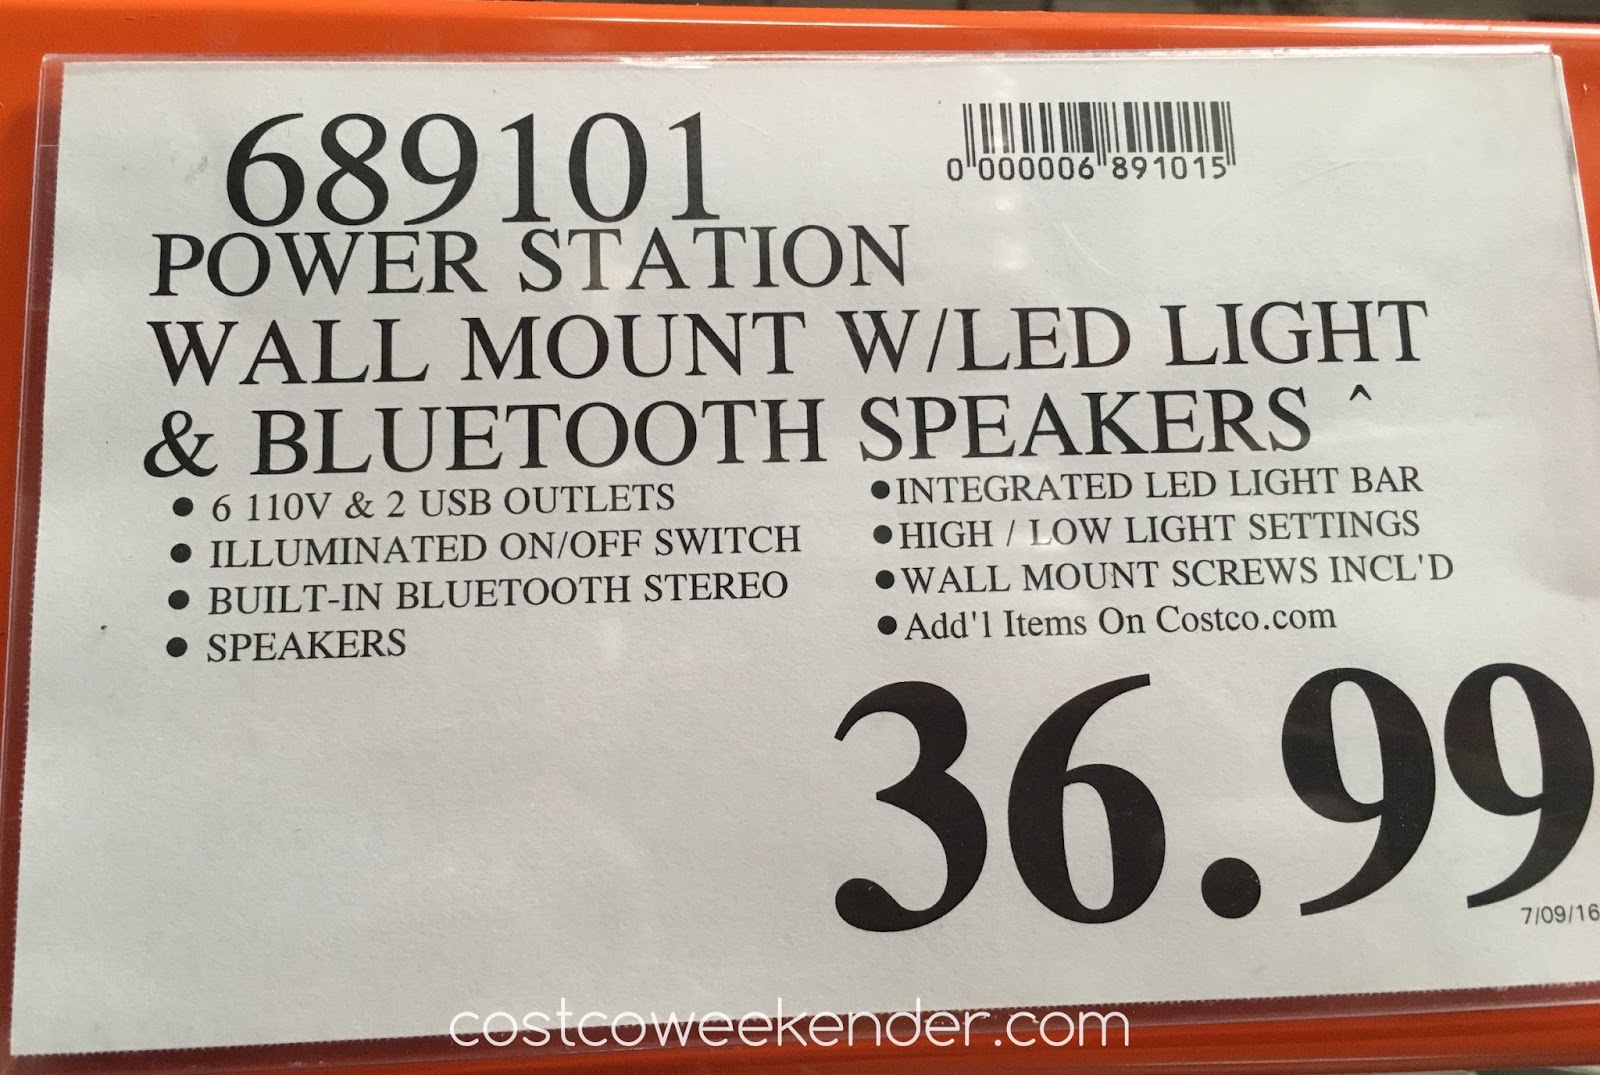 689101
0 000006 891015
POWER STATION
WALL MOUNT W/LED LIGHT
& BLUETOOTH SPEAKERS ^
• 6 110V & 2 USB OUTLETS
• ILLUMINATED ON/OFF SWITCH
• BUILT-IN BLUETOOTH STEREO
• SPEAKERS
• INTEGRATED LED LIGHT BAR
• HIGH / LOW LIGHT SETTINGS
• WALL MOUNT SCREWS INCL'D
• Add'l Items On Costco.com
36.99
7/09/16
costcoweekender.com